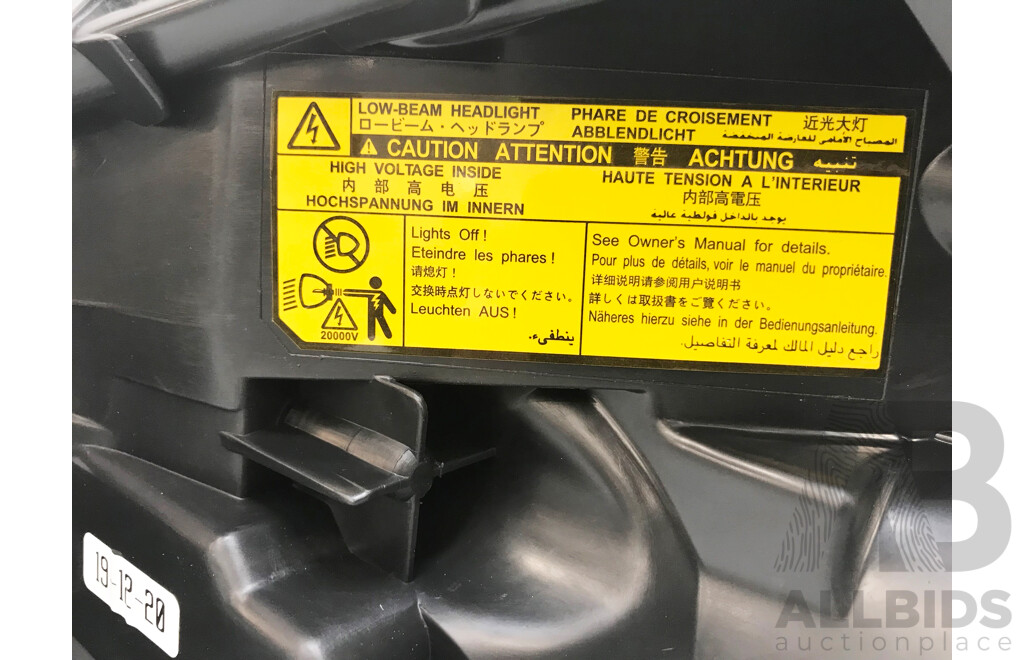 LOW-BEAM HEADLIGHT
ロービーム・ヘッドランプ
PHARE DE CROISEMENT 近光大灯
ABBLENDLICHT المصباح الأمامي للعارضة المنخفضة
CAUTION ATTENTION 警告 ACHTUNG تنبيه
HIGH VOLTAGE INSIDE
内部高电压
HOCHSPANNUNG IM INNERN
HAUTE TENSION A L'INTERIEUR
内部高電圧
يوجد بالداخل فولطية عالية
20000V
Lights Off !
Eteindre les phares !
请熄灯！
交換時点灯しないでください。
Leuchten AUS !
ينطفىء.
See Owner's Manual for details.
Pour plus de détails, voir le manuel du propriétaire.
详细说明请参阅用户说明书
詳しくは取扱書をご覧ください。
Näheres hierzu siehe in der Bedienungsanleitung.
راجع دليل المالك لمعرفة التفاصيل.
19-12-20
AB
ALLBIDS
auctionplace